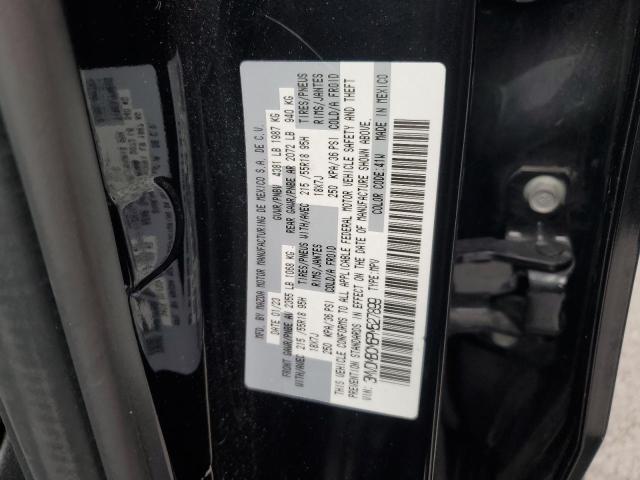 MFD. BY MAZDA MOTOR MANUFACTURING DE MEXICO S.A. DE C.V.
DATE 01/23 GVWR/PNBV 4381 LB 1987 KG
FRONT GAWR/PNBE AV 2355 LB 1068 KG REAR GAWR/PNBE AR 2072 LB 940 KG
TIRES/PNEUS WITH/AVEC 215 /55R18 95H TIRES/PNEUS WITH/AVEC 215 /55R18 95H
RIMS/JANTES 18X7J RIMS/JANTES 18X7J
COLD/A FROID 250 KPA/36 PSI COLD/A FROID 250 KPA/36 PSI
THIS VEHICLE CONFORMS TO ALL APPLICABLE FEDERAL MOTOR VEHICLE SAFETY AND THEFT
PREVENTION STANDARDS IN EFFECT ON THE DATE OF MANUFACTURE SHOWN ABOVE.
VIN: TYPE:MPV COLOR CODE:41W MADE IN MEXICO